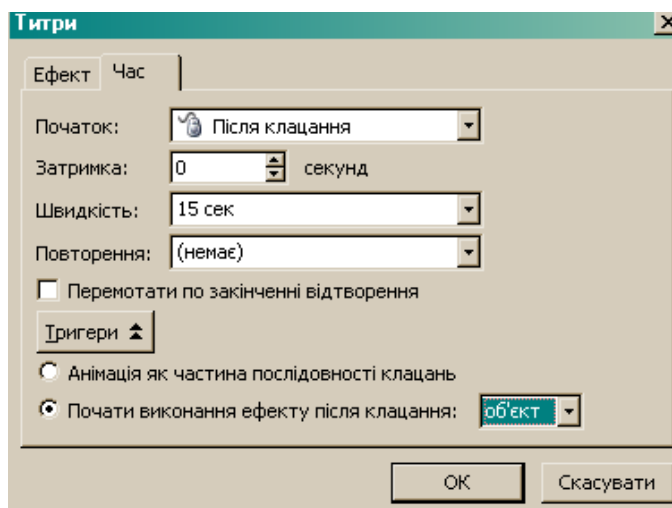 Титри
Ефект Час
Початок: Після клацання
Затримка: 0 секунд
Швидкість: 15 сек
Повторення: (немає)
Перемотати по закінченні відтворення
Тригери
Анімація як частина послідовності клацань
Почати виконання ефекту після клацання: об'єкт
ОК Скасувати